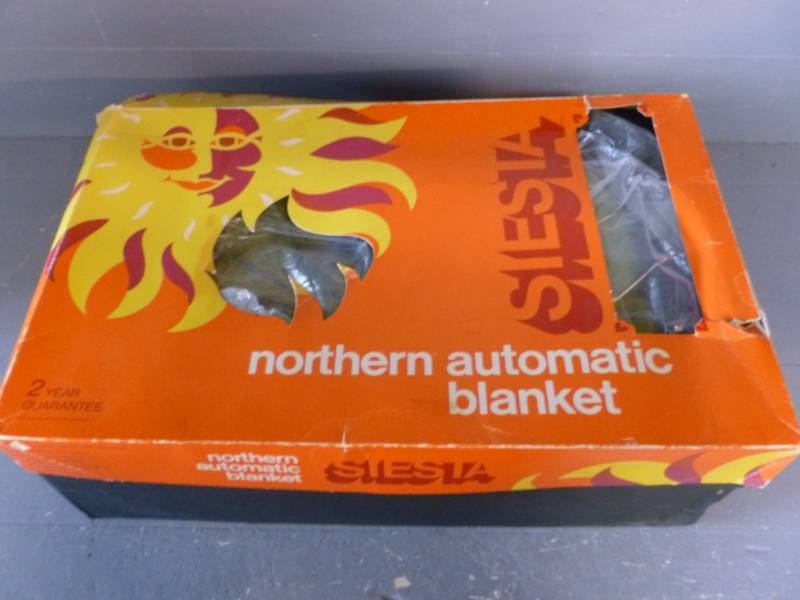 SIESTA
northern automatic
blanket
2 YEAR
GUARANTEE
northern
automatic
blanket
SIESTA